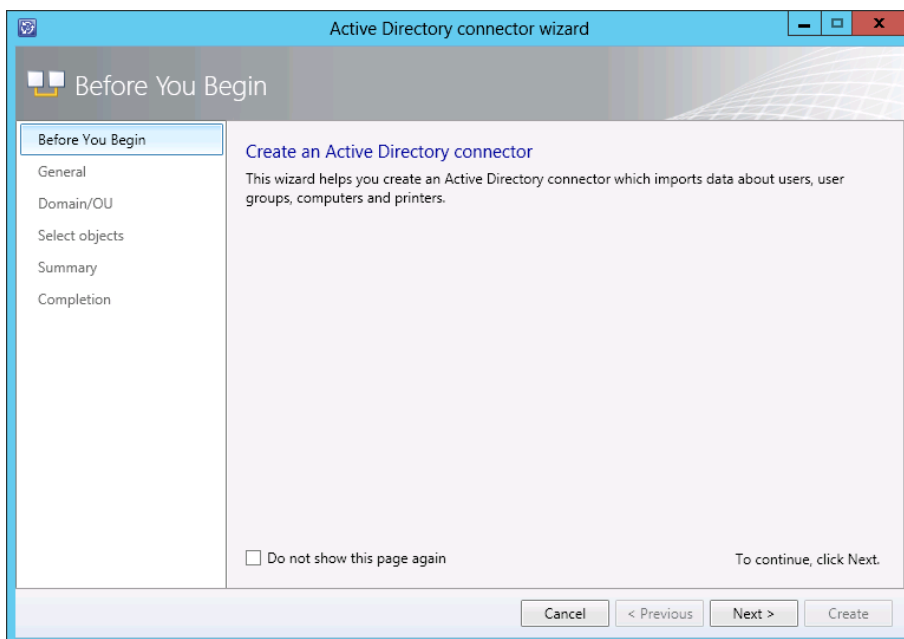 Active Directory connector wizard
Before You Begin
Before You Begin
General
Domain/OU
Select objects
Summary
Completion
Create an Active Directory connector
This wizard helps you create an Active Directory connector which imports data about users, user
groups, computers and printers.
Do not show this page again
To continue, click Next.
Cancel
< Previous
Next >
Create